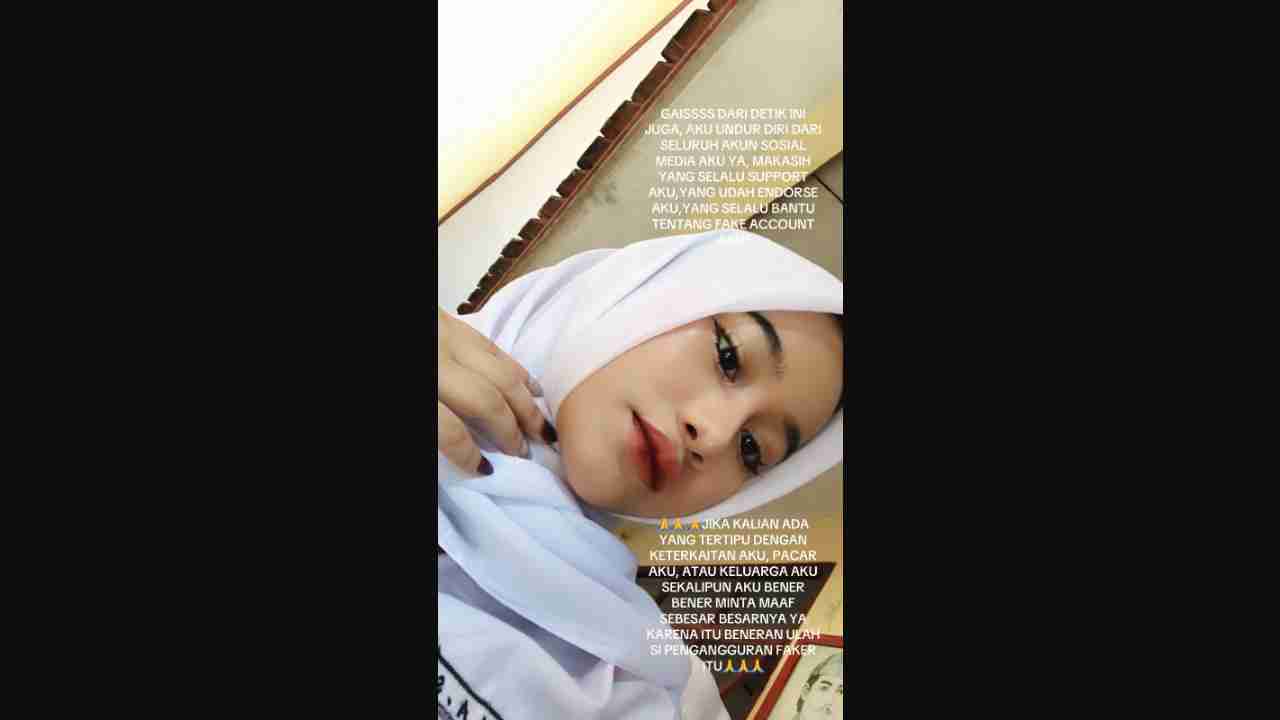 GAISSSS DARI DETIK INI
JUGA, AKU UNDUR DIRI DARI
SELURUH AKUN SOSIAL
MEDIA AKU YA, MAKASIH
YANG SELALU SUPPORT
AKU,YANG UDAH ENDORSE
AKU,YANG SELALU BANTU
TENTANG FAKE ACCOUNT
🙏🙏🙏JIKA KALIAN ADA
YANG TERTIPU DENGAN
KETERKAITAN AKU, PACAR
AKU, ATAU KELUARGA AKU
SEKALIPUN AKU BENER
BENER MINTA MAAF
SEBESAR BESARNYA YA
KARENA ITU BENERAN ULAH
SI PENGANGGURAN FAKER
ITU🙏🙏🙏